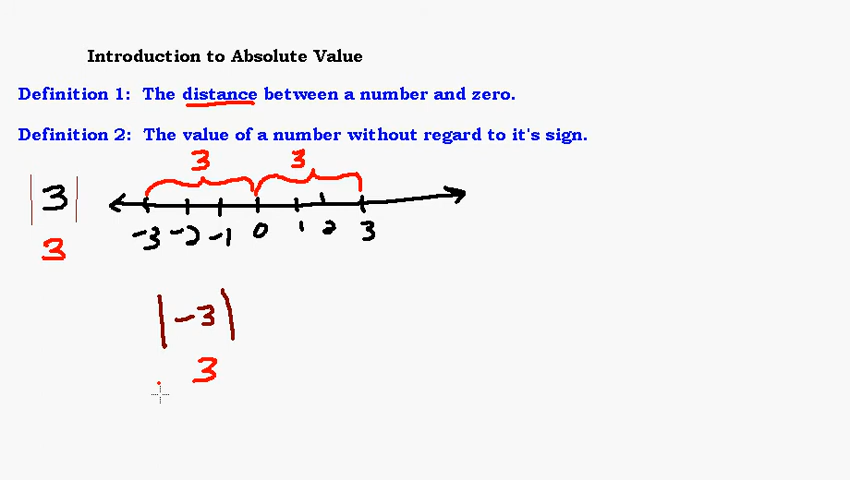 Introduction to Absolute Value
Definition 1: The distance between a number and zero.
Definition 2: The value of a number without regard to it's sign.
3 3
|3|
-3 -2 -1 0 1 2 3
3
|-3|
3